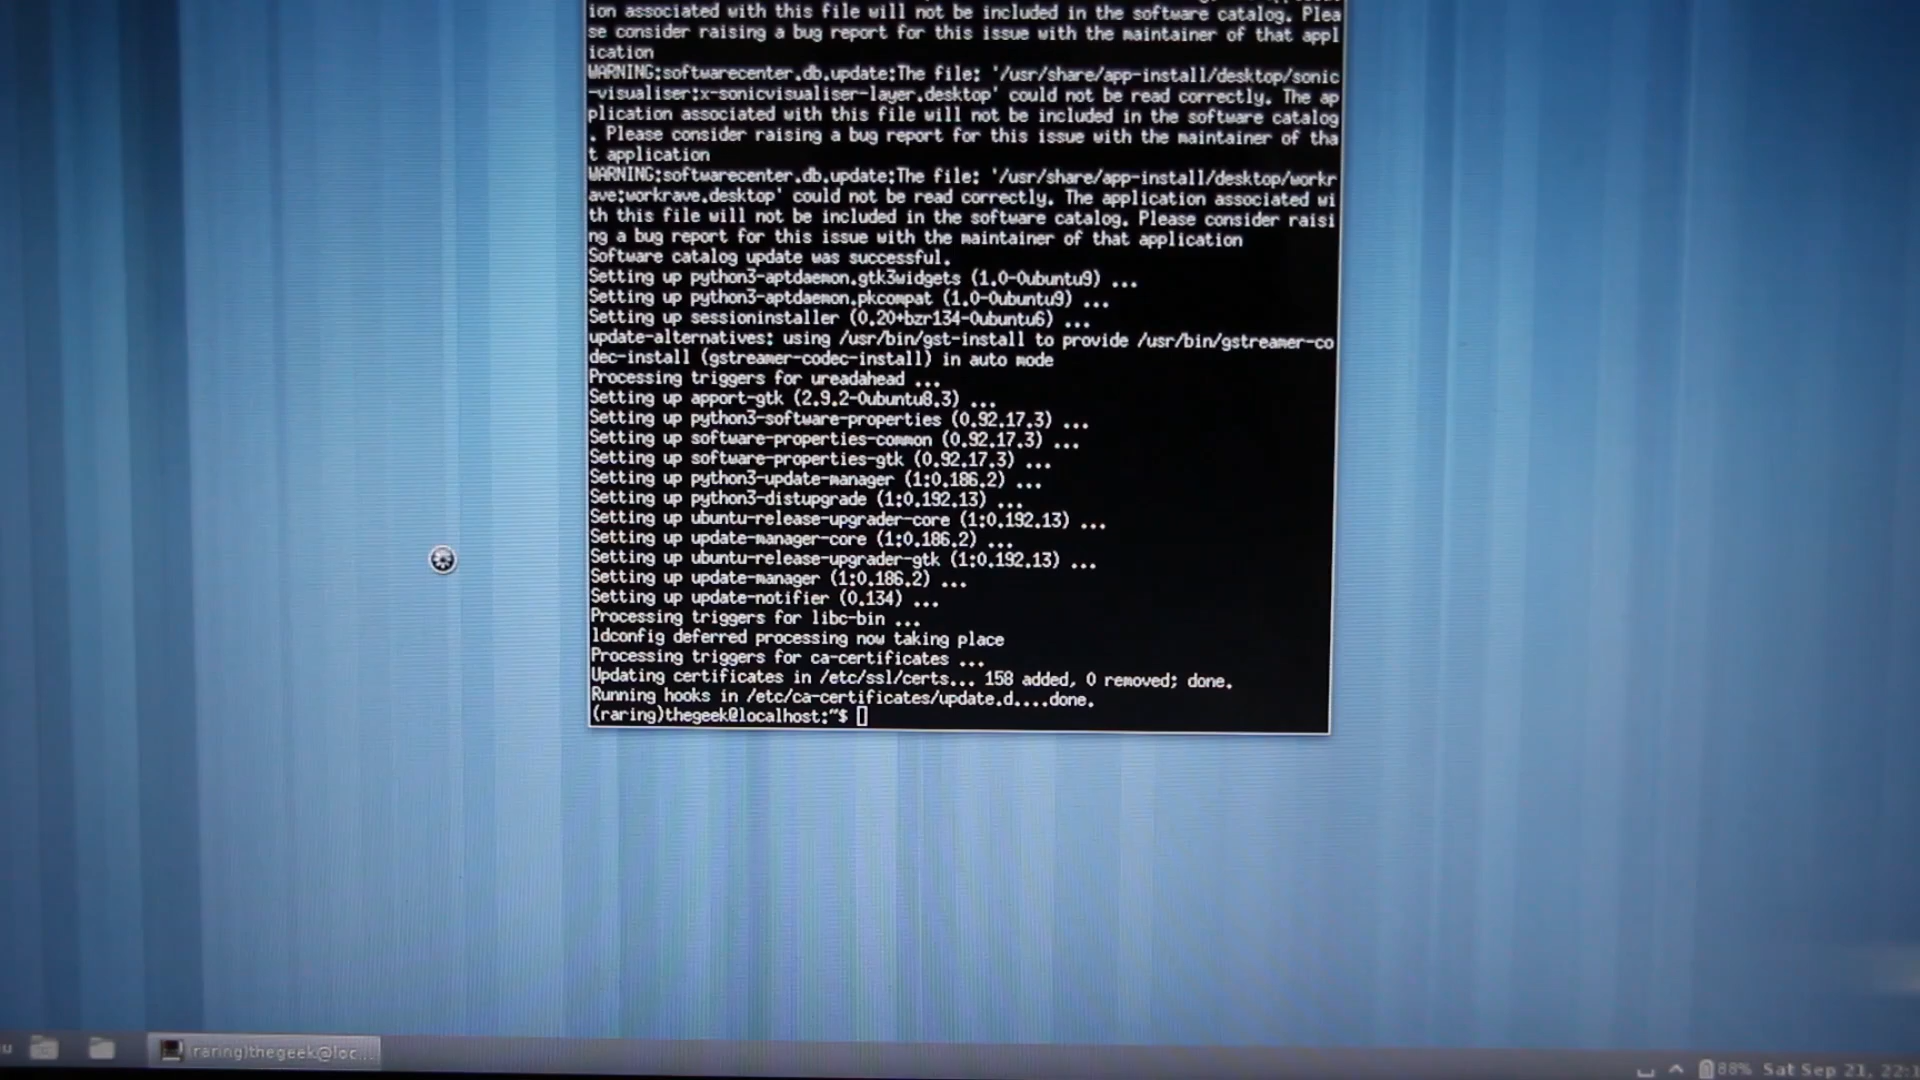 ion associated with this file will not be included in the software catalog. Plea
se consider raising a bug report for this issue with the maintainer of that appl
ication
WARNING:softwarecenter.db.update:The file: '/usr/share/app-install/desktop/sonic
-visualiser:x-sonicvisualiser-layer.desktop' could not be read correctly. The ap
plication associated with this file will not be included in the software catalog
. Please consider raising a bug report for this issue with the maintainer of tha
t application
WARNING:softwarecenter.db.update:The file: '/usr/share/app-install/desktop/workr
ave:workrave.desktop' could not be read correctly. The application associated wi
th this file will not be included in the software catalog. Please consider raisi
ng a bug report for this issue with the maintainer of that application
Software catalog update was successful.
Setting up python3-aptdaemon.gtk3widgets (1.0-0ubuntu9) ...
Setting up python3-aptdaemon.pkcompat (1.0-0ubuntu9) ...
Setting up sessioninstaller (0.20+bzr134-0ubuntu6) ...
update-alternatives: using /usr/bin/gst-install to provide /usr/bin/gstreamer-co
dec-install (gstreamer-codec-install) in auto mode
Processing triggers for ureadahead ...
Setting up apport-gtk (2.9.2-0ubuntu8.3) ...
Setting up python3-software-properties (0.92.17.3) ...
Setting up software-properties-common (0.92.17.3) ...
Setting up software-properties-gtk (0.92.17.3) ...
Setting up python3-update-manager (1:0.186.2) ...
Setting up python3-distupgrade (1:0.192.13) ...
Setting up ubuntu-release-upgrader-core (1:0.192.13) ...
Setting up update-manager-core (1:0.186.2) ...
Setting up ubuntu-release-upgrader-gtk (1:0.192.13) ...
Setting up update-manager (1:0.186.2) ...
Setting up update-notifier (0.134) ...
Processing triggers for libc-bin ...
ldconfig deferred processing now taking place
Processing triggers for ca-certificates ...
Updating certificates in /etc/ssl/certs... 158 added, 0 removed; done.
Running hooks in /etc/ca-certificates/update.d....done.
(raring)thegeek@localhost:~$
(raring)thegeek@loc...
88% Sat Sep 21, 22: